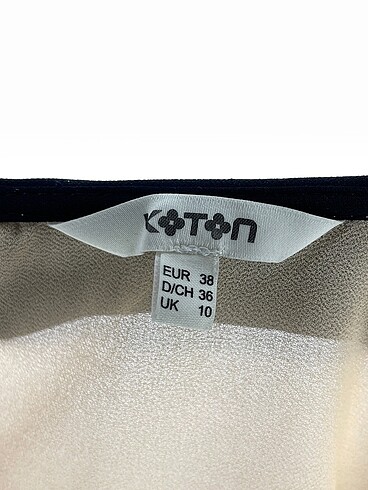 KOTON
EUR 38
D/CH 36
UK 10